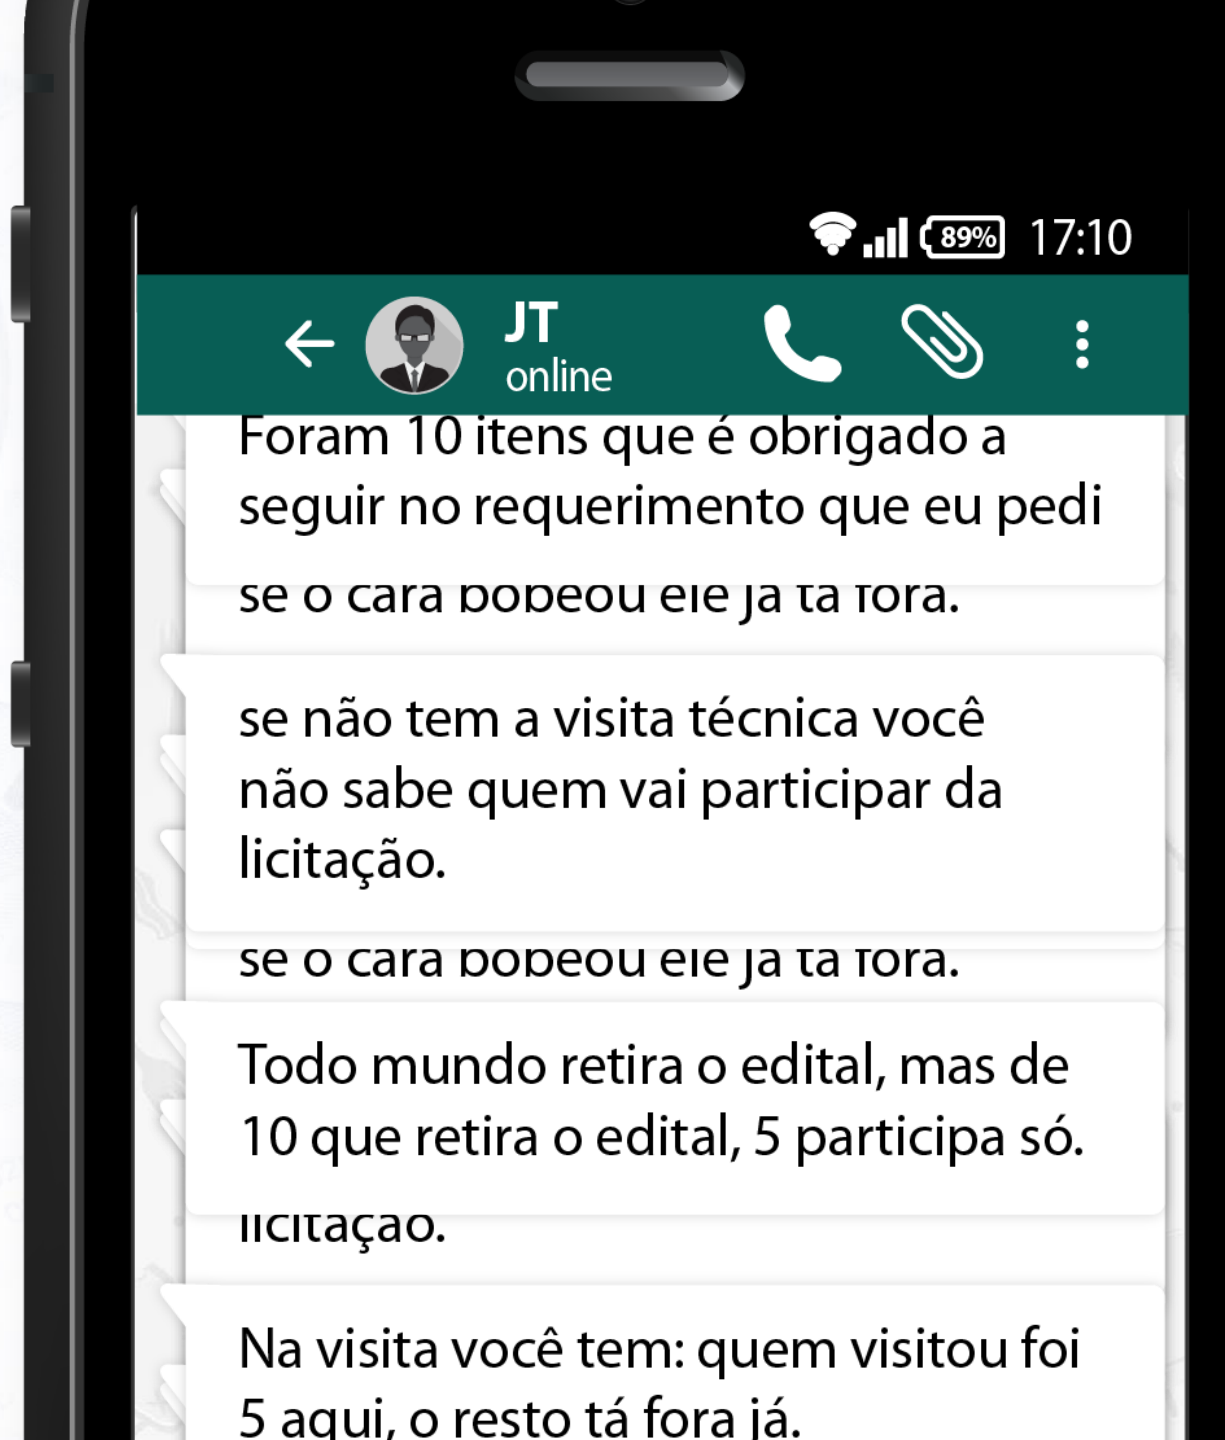 89% 17:10
JT
online
Foram 10 itens que é obrigado a
seguir no requerimento que eu pedi
se o cara bobeou ele já tá fora.
se não tem a visita técnica você
não sabe quem vai participar da
licitação.
se o cara bobeou ele já tá fora.
Todo mundo retira o edital, mas de
10 que retira o edital, 5 participa só.
licitação.
Na visita você tem: quem visitou foi
5 aqui, o resto tá fora já.